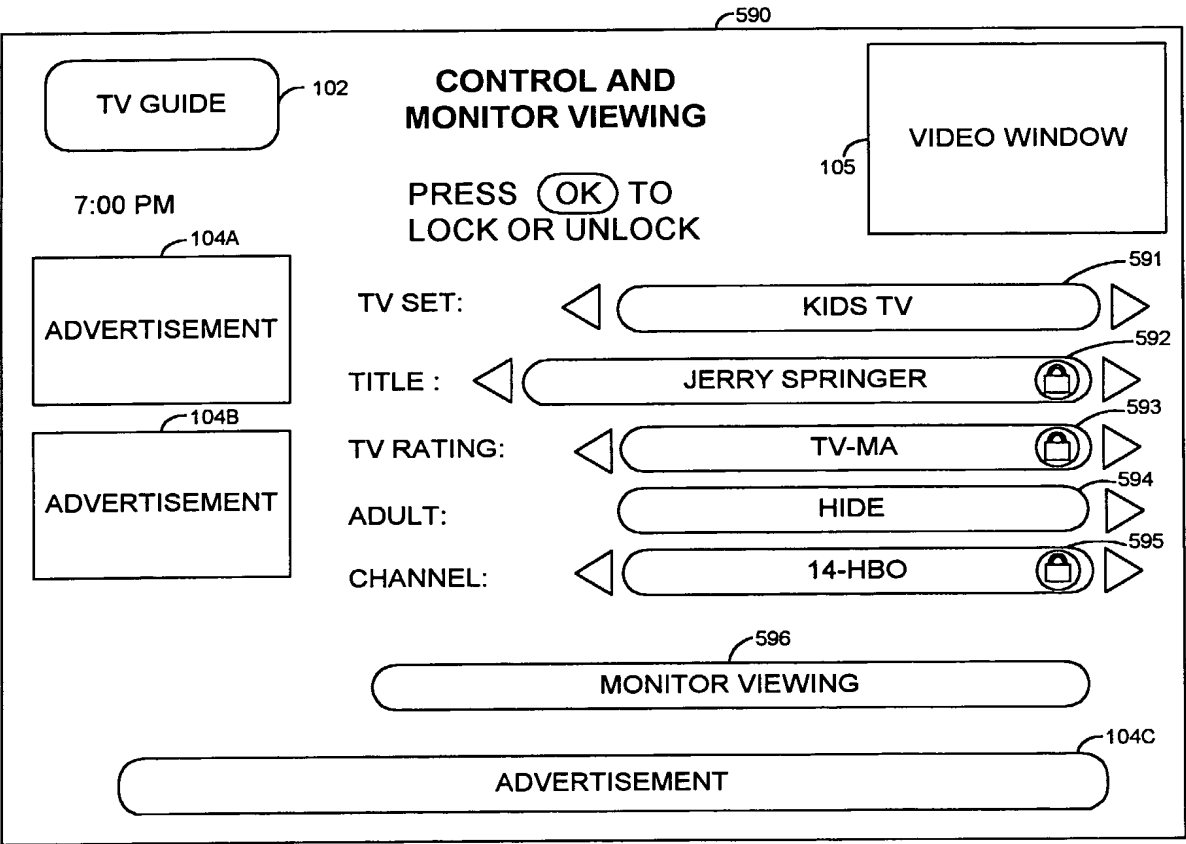 590
TV GUIDE
102
CONTROL AND
MONITOR VIEWING
VIDEO WINDOW
105
7:00 PM
PRESS OK TO
LOCK OR UNLOCK
104A
ADVERTISEMENT
104B
ADVERTISEMENT
591
TV SET:
KIDS TV
592
TITLE :
JERRY SPRINGER
593
TV RATING:
TV-MA
594
ADULT:
HIDE
595
CHANNEL:
14-HBO
596
MONITOR VIEWING
104C
ADVERTISEMENT